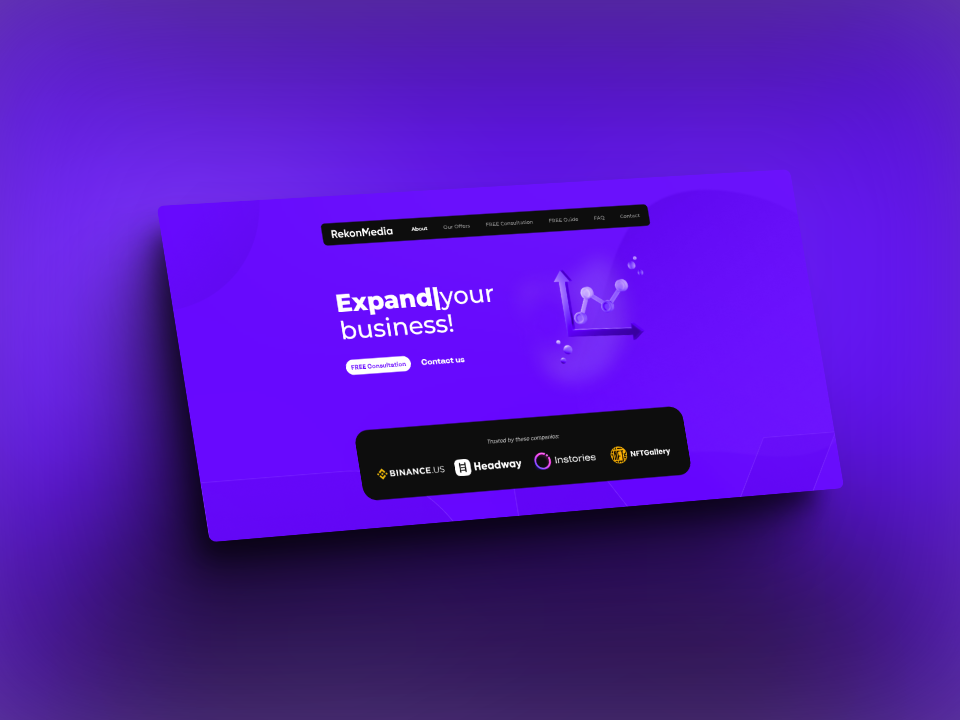 RekonMedia About Our Offers FREE Consultation FREE Guide FAQ Contact
Expand|your
business!
FREE Consultation Contact us
Trusted by these companies:
BINANCE.US Headway Instories NFT NFTGallery